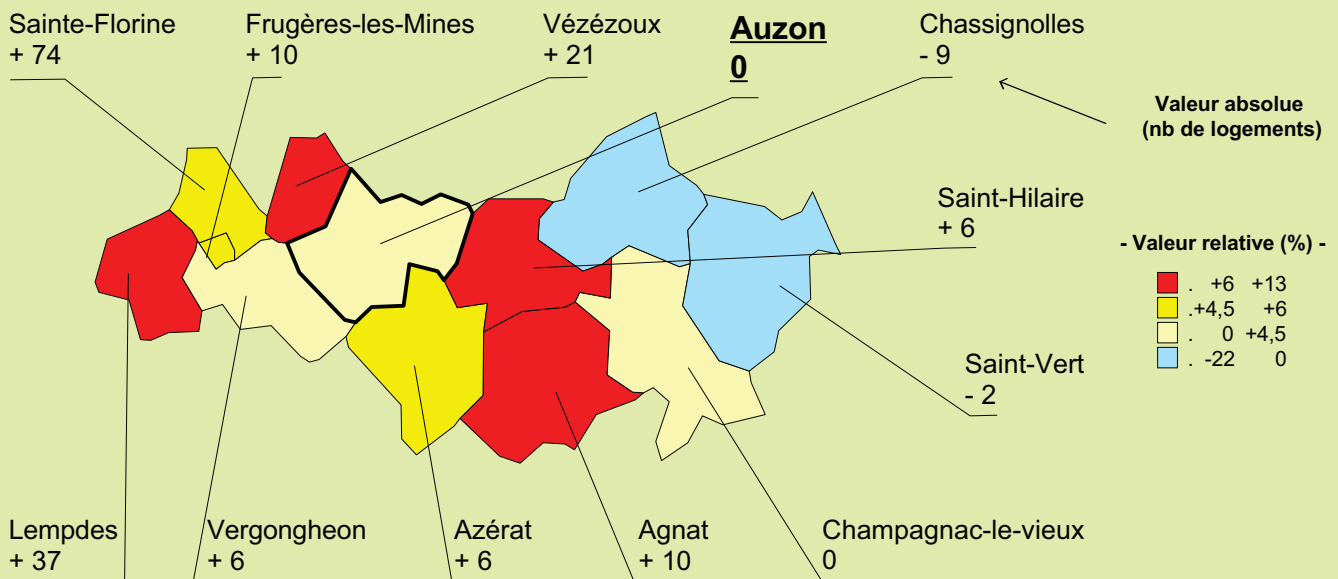 Sainte-Florine
+ 74
Frugères-les-Mines
+ 10
Vézézoux
+ 21
Auzon
0
Chassignolles
- 9
Valeur absolue
(nb de logements)
Saint-Hilaire
+ 6
- Valeur relative (%) -
. +6 +13
.+4,5 +6
. 0 +4,5
. -22 0
Saint-Vert
- 2
Lempdes
+ 37
Vergongheon
+ 6
Azérat
+ 6
Agnat
+ 10
Champagnac-le-vieux
0